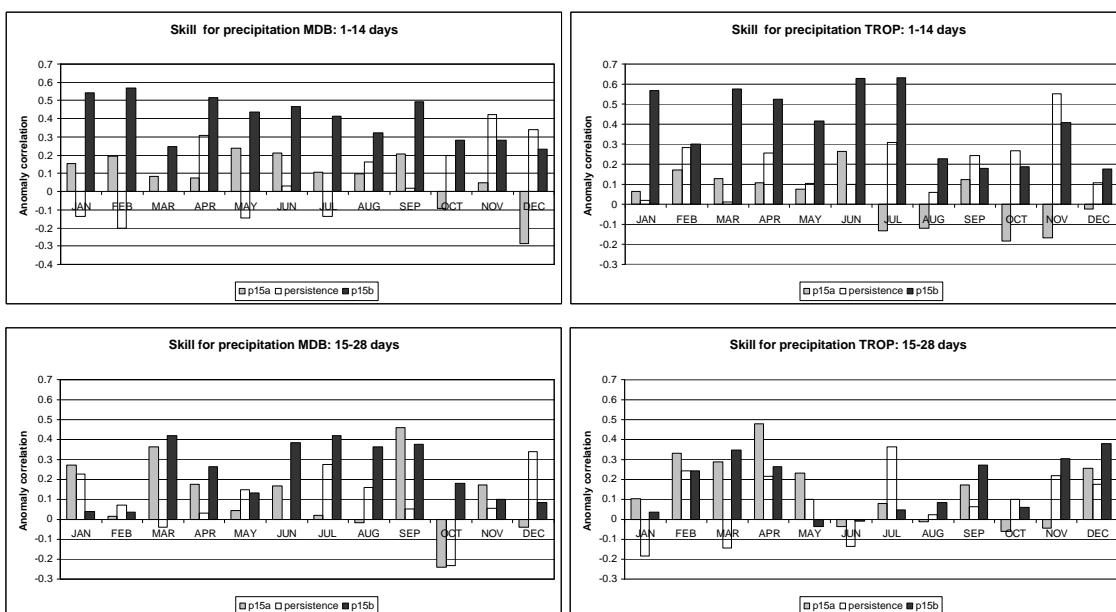 Skill for precipitation MDB: 1-14 days
0.7
0.6
0.5
0.4
0.3
0.2
0.1
0
-0.1
-0.2
-0.3
-0.4
Anomaly correlation
JAN FEB MAR APR MAY JUN JUL AUG SEP OCT NOV DEC
p15a persistence p15b
Skill for precipitation TROP: 1-14 days
0.7
0.6
0.5
0.4
0.3
0.2
0.1
0
-0.1
-0.2
-0.3
Anomaly correlation
JAN FEB MAR APR MAY JUN JUL AUG SEP OCT NOV DEC
p15a persistence p15b
Skill for precipitation MDB: 15-28 days
0.7
0.6
0.5
0.4
0.3
0.2
0.1
0
-0.1
-0.2
-0.3
Anomaly correlation
JAN FEB MAR APR MAY JUN JUL AUG SEP OCT NOV DEC
p15a persistence p15b
Skill for precipitation TROP: 15-28 days
0.7
0.6
0.5
0.4
0.3
0.2
0.1
0
-0.1
-0.2
-0.3
Anomaly correlation
JAN FEB MAR APR MAY JUN JUL AUG SEP OCT NOV DEC
p15a persistence p15b